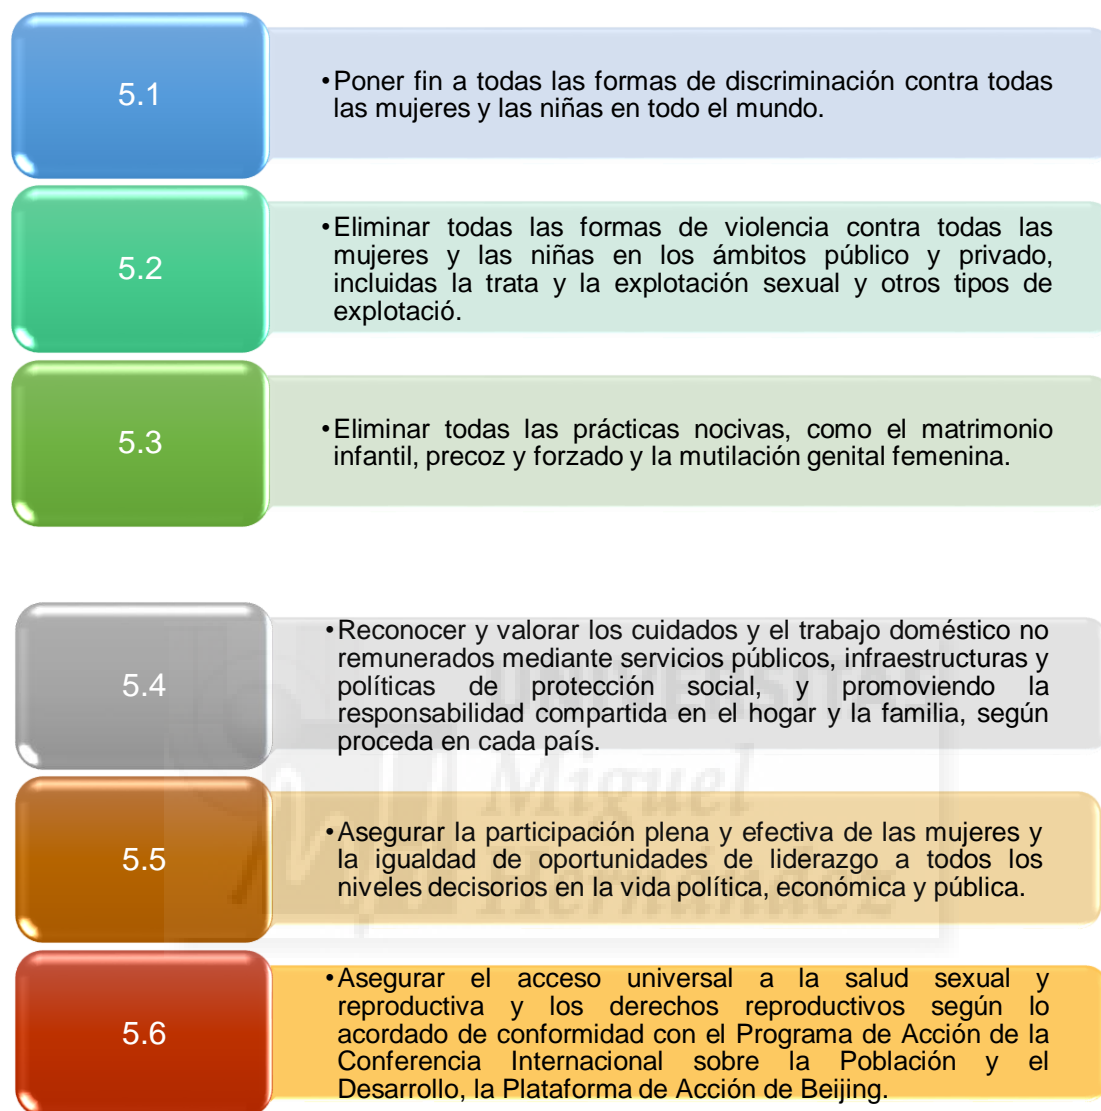 5.1
•Poner fin a todas las formas de discriminación contra todas
las mujeres y las niñas en todo el mundo.
5.2
•Eliminar todas las formas de violencia contra todas las
mujeres y las niñas en los ámbitos público y privado,
incluidas la trata y la explotación sexual y otros tipos de
explotació.
5.3
•Eliminar todas las prácticas nocivas, como el matrimonio
infantil, precoz y forzado y la mutilación genital femenina.
5.4
•Reconocer y valorar los cuidados y el trabajo doméstico no
remunerados mediante servicios públicos, infraestructuras y
políticas de protección social, y promoviendo la
responsabilidad compartida en el hogar y la familia, según
proceda en cada país.
5.5
•Asegurar la participación plena y efectiva de las mujeres y
la igualdad de oportunidades de liderazgo a todos los
niveles decisorios en la vida política, económica y pública.
5.6
•Asegurar el acceso universal a la salud sexual y
reproductiva y los derechos reproductivos según lo
acordado de conformidad con el Programa de Acción de la
Conferencia Internacional sobre la Población y el
Desarrollo, la Plataforma de Acción de Beijing.
UNIVERSITAS
Miguel
Hernández